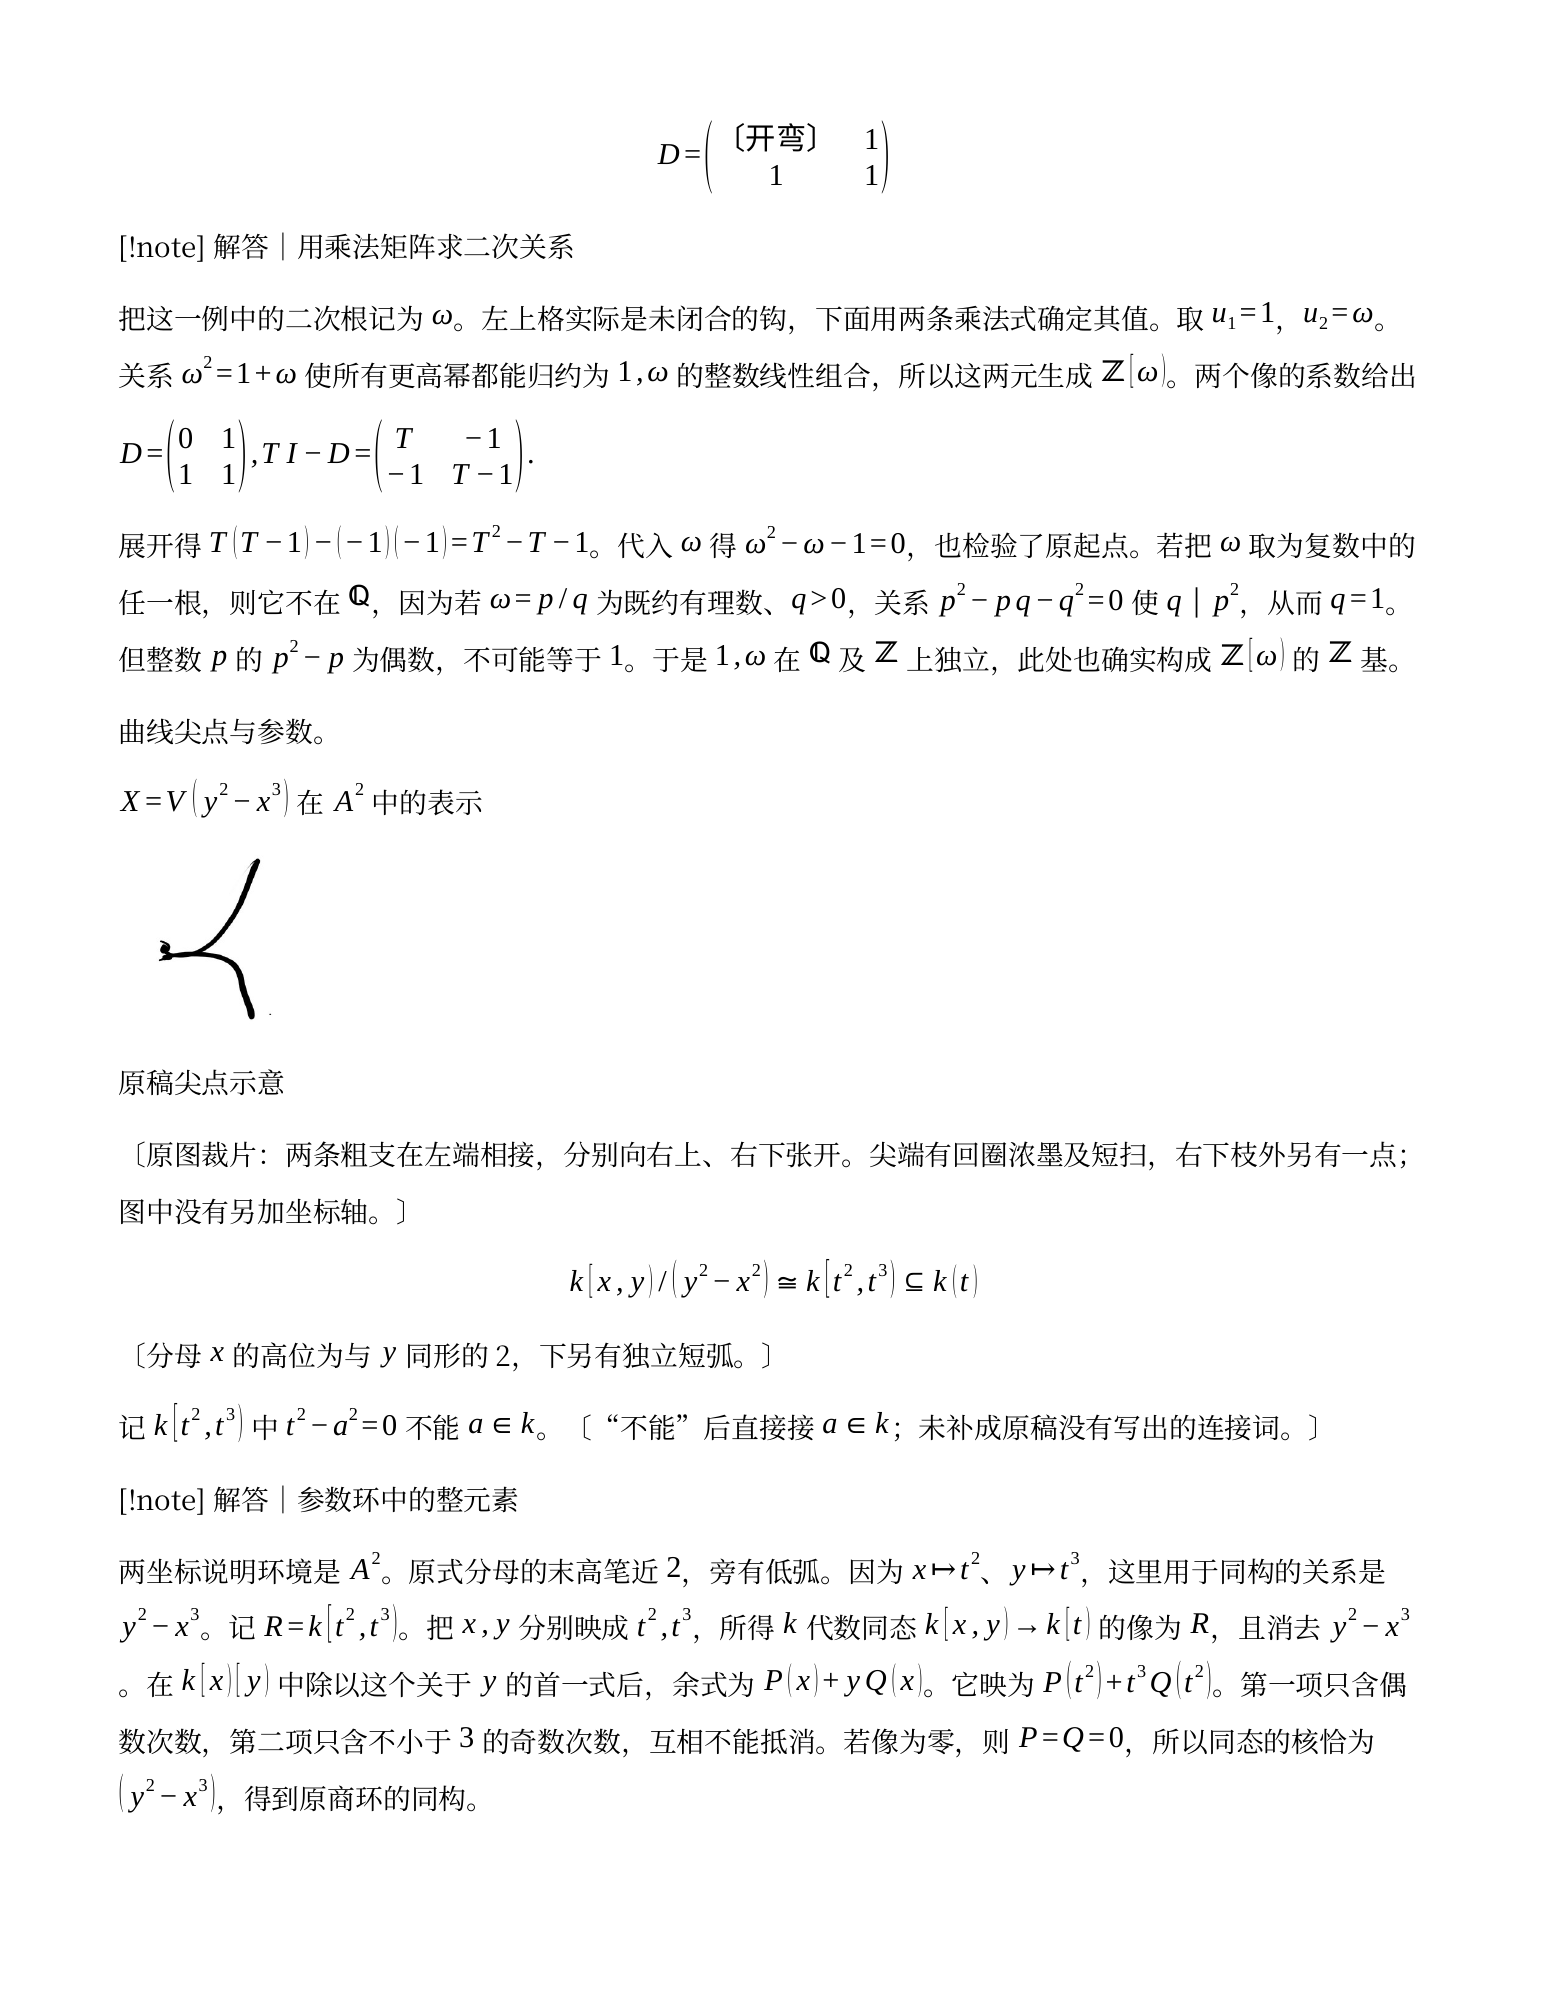 D=(〔开弯〕 1
1 1)
[!note] 解答｜用乘法矩阵求二次关系
把这一例中的二次根记为 ω。左上格实际是未闭合的钩，下面用两条乘法式确定其值。取 u₁=1，u₂=ω。
关系 ω²=1+ω 使所有更高幂都能归约为 1,ω 的整数线性组合，所以这两元生成 ℤ[ω)。两个像的系数给出
D=(0 1
1 1),T I−D=(T −1
−1 T−1).
展开得 T(T−1)−(−1)(−1)=T²−T−1。代入 ω 得 ω²−ω−1=0，也检验了原起点。若把 ω 取为复数中的
任一根，则它不在 ℚ，因为若 ω=p/q 为既约有理数、q>0，关系 p²−pq−q²=0 使 q∣p²，从而 q=1。
但整数 p 的 p²−p 为偶数，不可能等于 1。于是 1,ω 在 ℚ 及 ℤ 上独立，此处也确实构成 ℤ[ω) 的 ℤ 基。
曲线尖点与参数。
X=V(y²−x³) 在 A² 中的表示
原稿尖点示意
〔原图裁片：两条粗支在左端相接，分别向右上、右下张开。尖端有回圈浓墨及短扫，右下枝外另有一点；
图中没有另加坐标轴。〕
k[x,y)/(y²−x²)≅k[t²,t³)⊆k(t)
〔分母 x 的高位为与 y 同形的 2，下另有独立短弧。〕
记 k[t²,t³) 中 t²−a²=0 不能 a∈k。〔“不能”后直接接 a∈k；未补成原稿没有写出的连接词。〕
[!note] 解答｜参数环中的整元素
两坐标说明环境是 A²。原式分母的末高笔近 2，旁有低弧。因为 x↦t²、y↦t³，这里用于同构的关系是
y²−x³。记 R=k[t²,t³)。把 x,y 分别映成 t²,t³，所得 k 代数同态 k[x,y)→k[t) 的像为 R，且消去 y²−x³
。在 k[x)[y) 中除以这个关于 y 的首一式后，余式为 P(x)+yQ(x)。它映为 P(t²)+t³Q(t²)。第一项只含偶
数次数，第二项只含不小于 3 的奇数次数，互相不能抵消。若像为零，则 P=Q=0，所以同态的核恰为
(y²−x³)，得到原商环的同构。